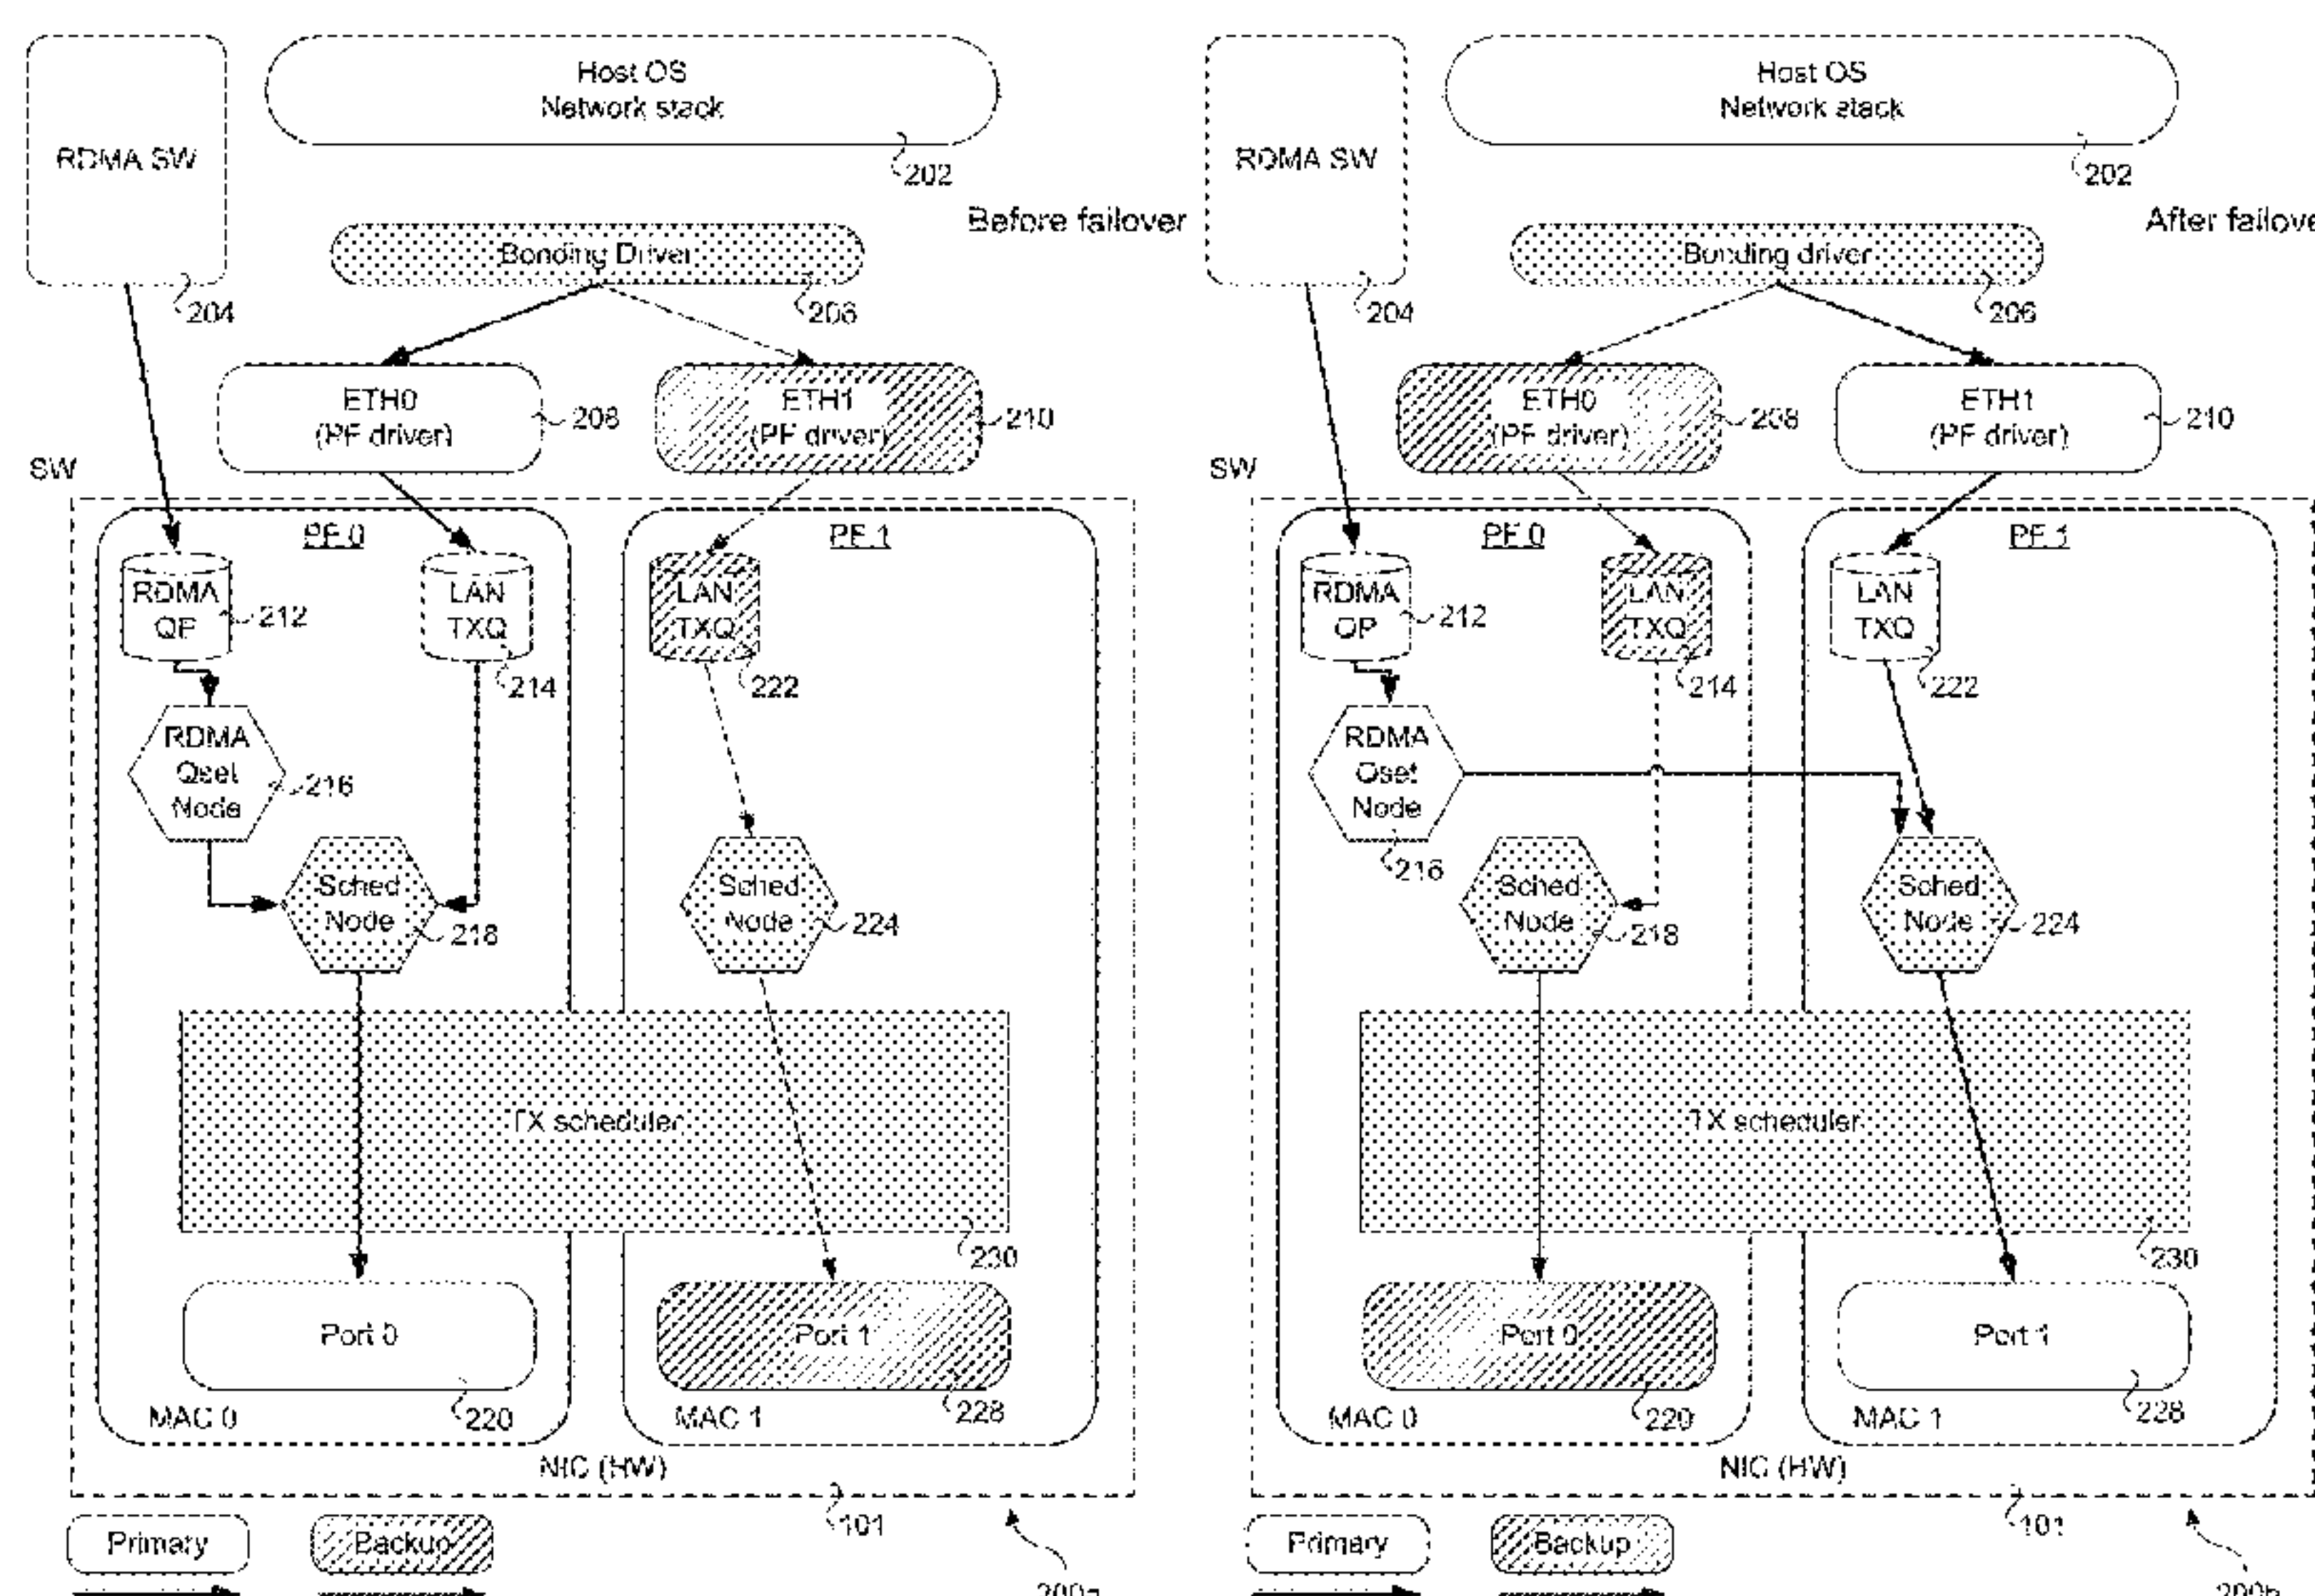 Host OS
Network stack
202
RDMA SW
204
Before failover
Bonding Driver
206
ETH0
(PF driver)
208
ETH1
(PF driver)
210
SW
PF 0
PF 1
RDMA
QP
212
LAN
TXQ
214
LAN
TXQ
222
RDMA
Qset
Node
216
Sched
Node
218
Sched
Node
224
TX scheduler
230
Port 0
220
Port 1
228
MAC 0
MAC 1
NIC (HW)
101
Primary
Backup
200a
Host OS
Network stack
202
RDMA SW
204
After failove
Bonding driver
206
ETH0
(PF driver)
208
ETH1
(PF driver)
210
SW
PF 0
PF 1
RDMA
QP
212
LAN
TXQ
214
LAN
TXQ
222
RDMA
Qset
Node
216
Sched
Node
218
Sched
Node
224
TX scheduler
230
Port 0
220
Port 1
228
MAC 0
MAC 1
NIC (HW)
101
Primary
Backup
200b